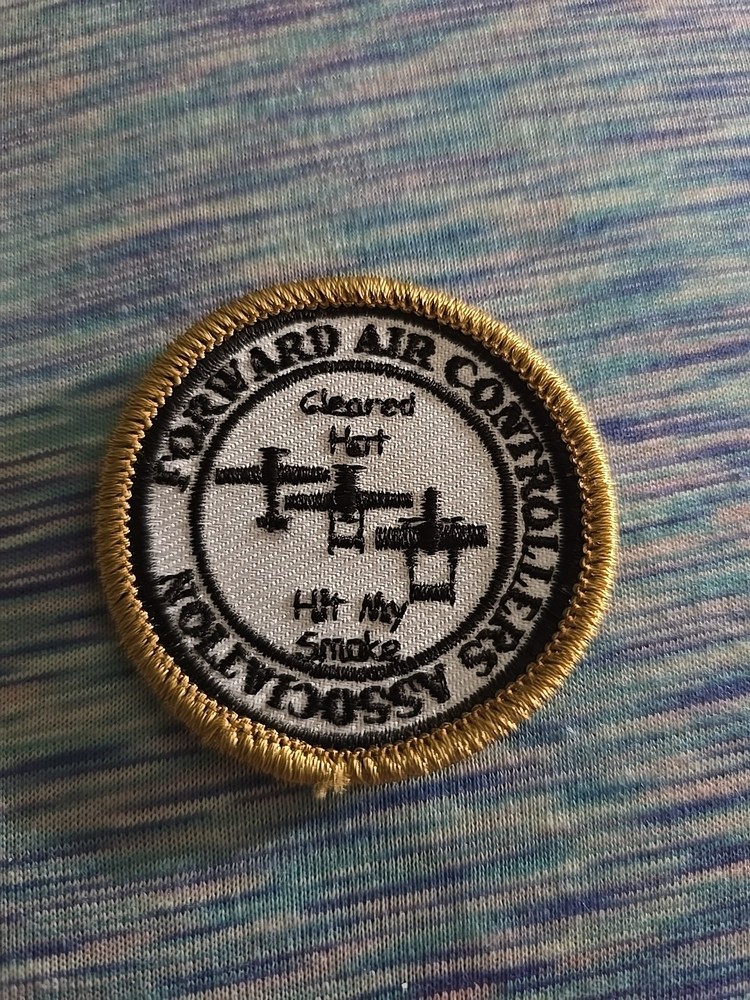 FORWARD AIR CONTROLLERS ASSOCIATION
Cleared
Hot
Hit My
Smoke